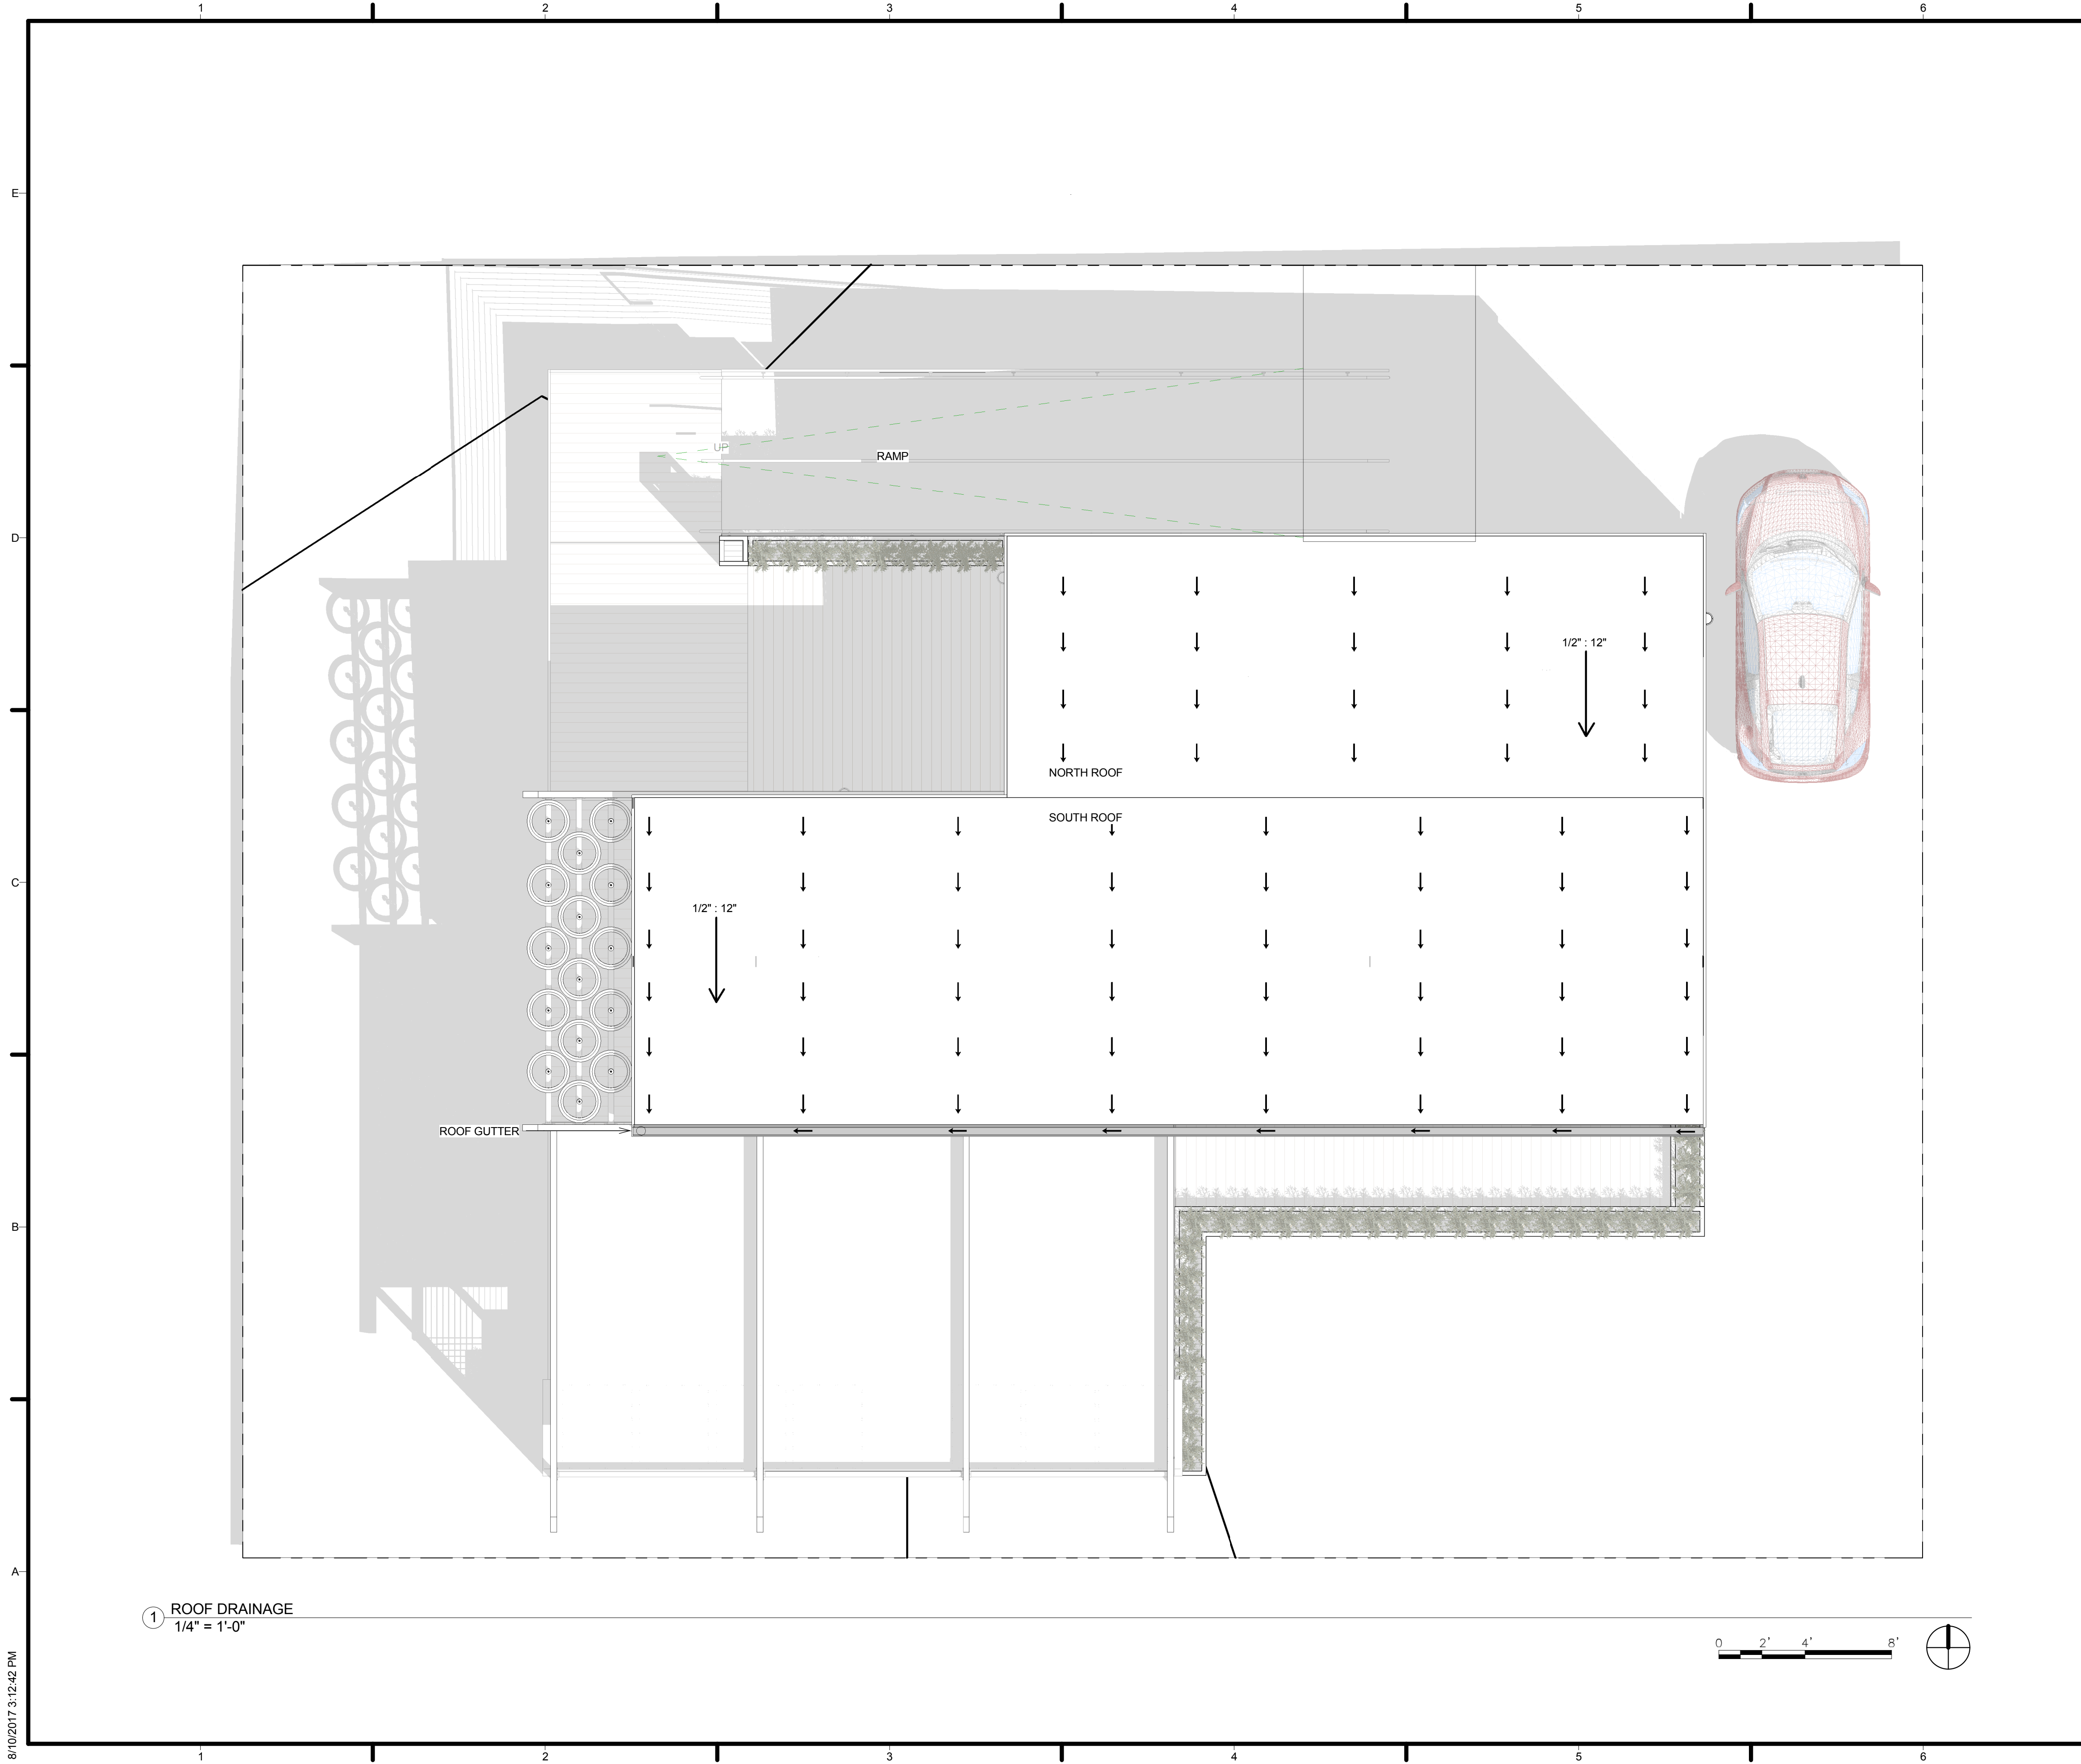 1 2 3 4 5 6
E
UP
RAMP
D
1/2" : 12"
NORTH ROOF
SOUTH ROOF
C
1/2" : 12"
ROOF GUTTER
B
A
1 ROOF DRAINAGE
1/4" = 1'-0"
0 2' 4' 8'
8/10/2017 3:12:42 PM
1 2 3 4 5 6